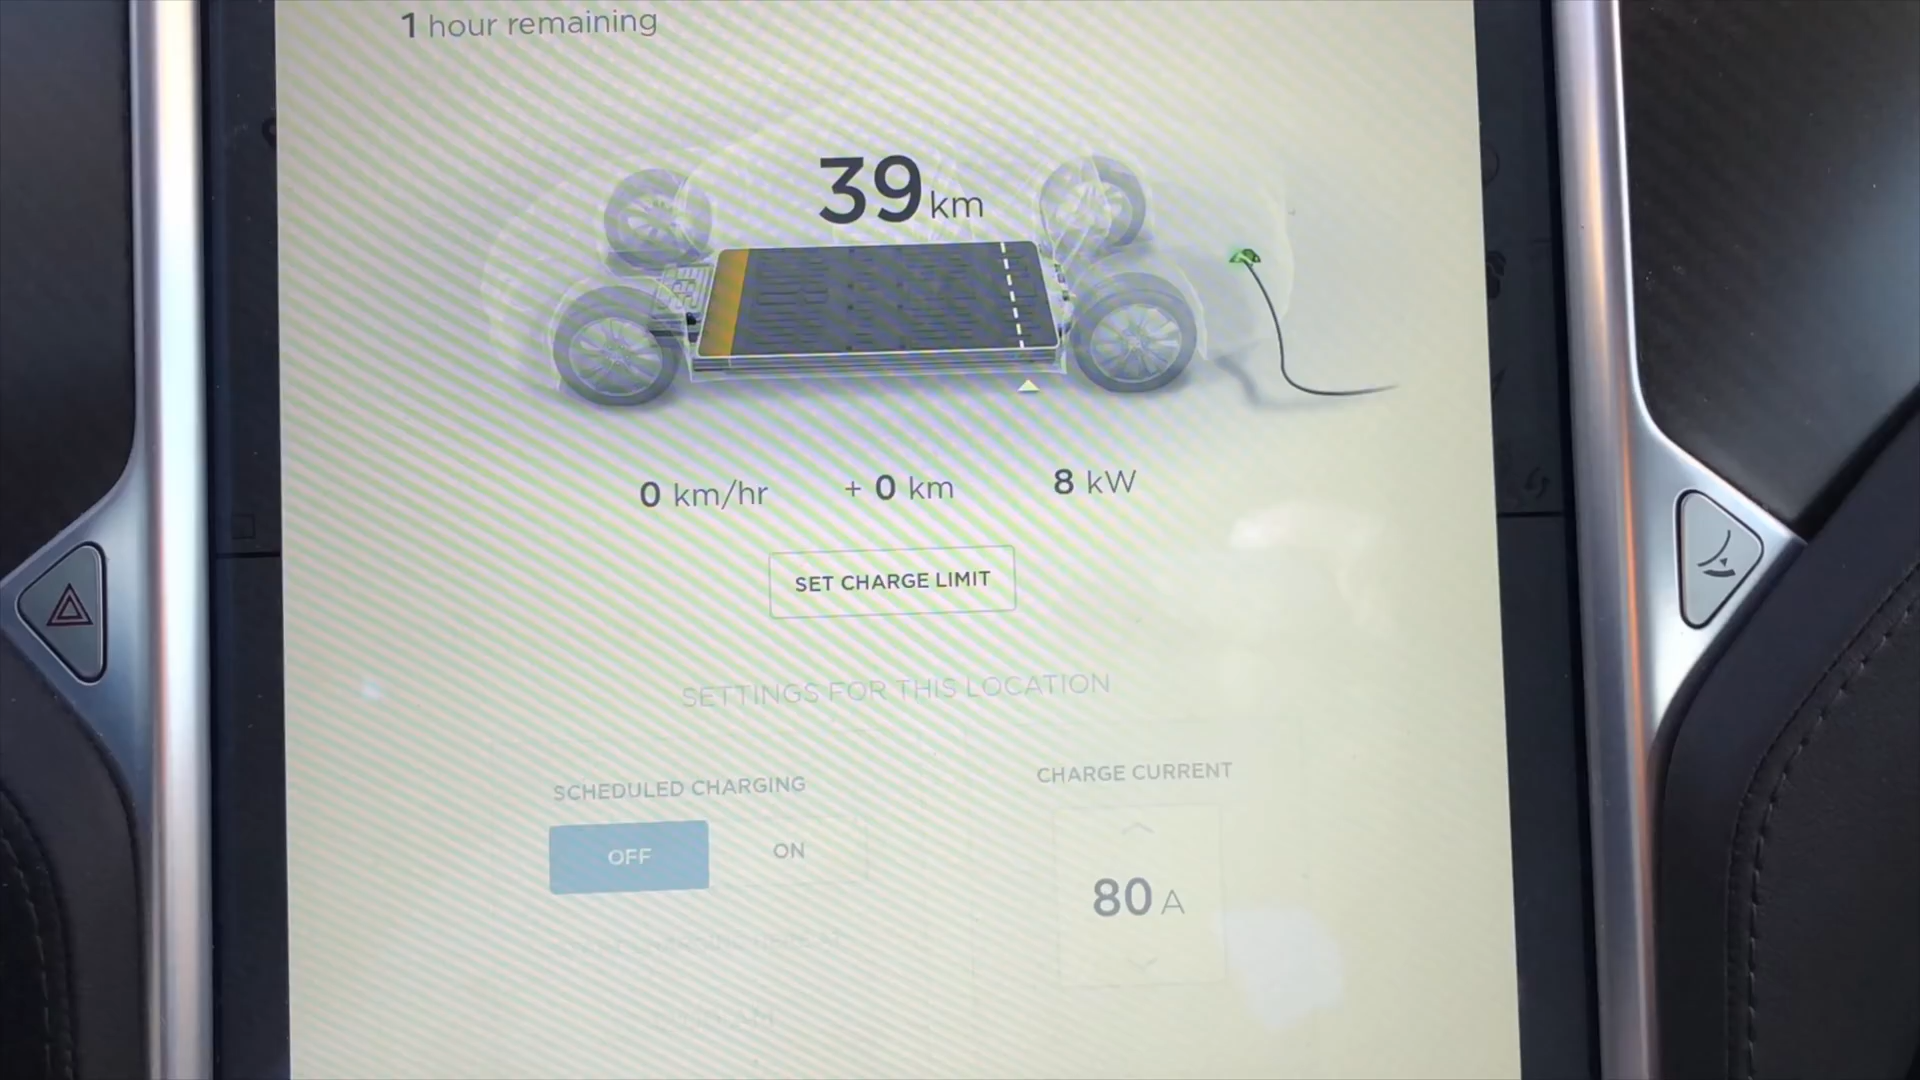 1 hour remaining
39 km
0 km/hr
+ 0 km
8 kW
SET CHARGE LIMIT
SETTINGS FOR THIS LOCATION
SCHEDULED CHARGING
OFF
ON
CHARGE CURRENT
80 A